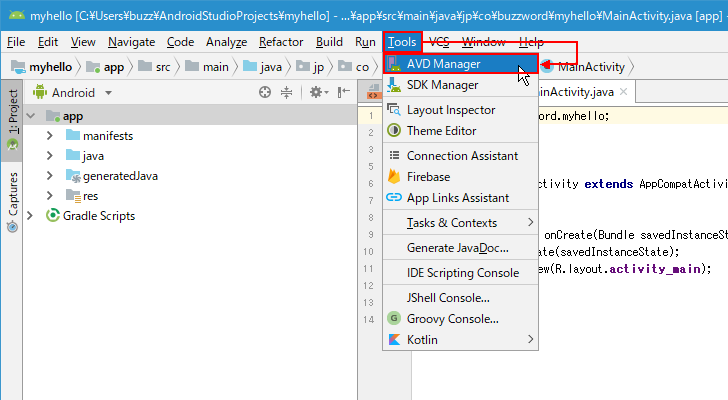 myhello [C:¥Users¥buzz¥AndroidStudioProjects¥myhello] - ...¥app¥src¥main¥java¥jp¥co¥buzzword¥myhello¥MainActivity.java [app]
File Edit View Navigate Code Analyze Refactor Build Run Tools VCS Window Help
myhello app src main java jp co MainActivity
Android
1: Project
Captures
app
manifests
java
generatedJava
res
Gradle Scripts
AVD Manager
SDK Manager
Layout Inspector
Theme Editor
Connection Assistant
Firebase
App Links Assistant
Tasks & Contexts
Generate JavaDoc...
IDE Scripting Console
JShell Console...
Groovy Console...
Kotlin
inActivity.java
1 word.myhello;
2
3
4
5
6 ctivity extends AppCompatActivi
7
8
9 onCreate(Bundle savedInstanceSt
10 ate(savedInstanceState);
11 ew(R.layout.activity_main);
12
13
14